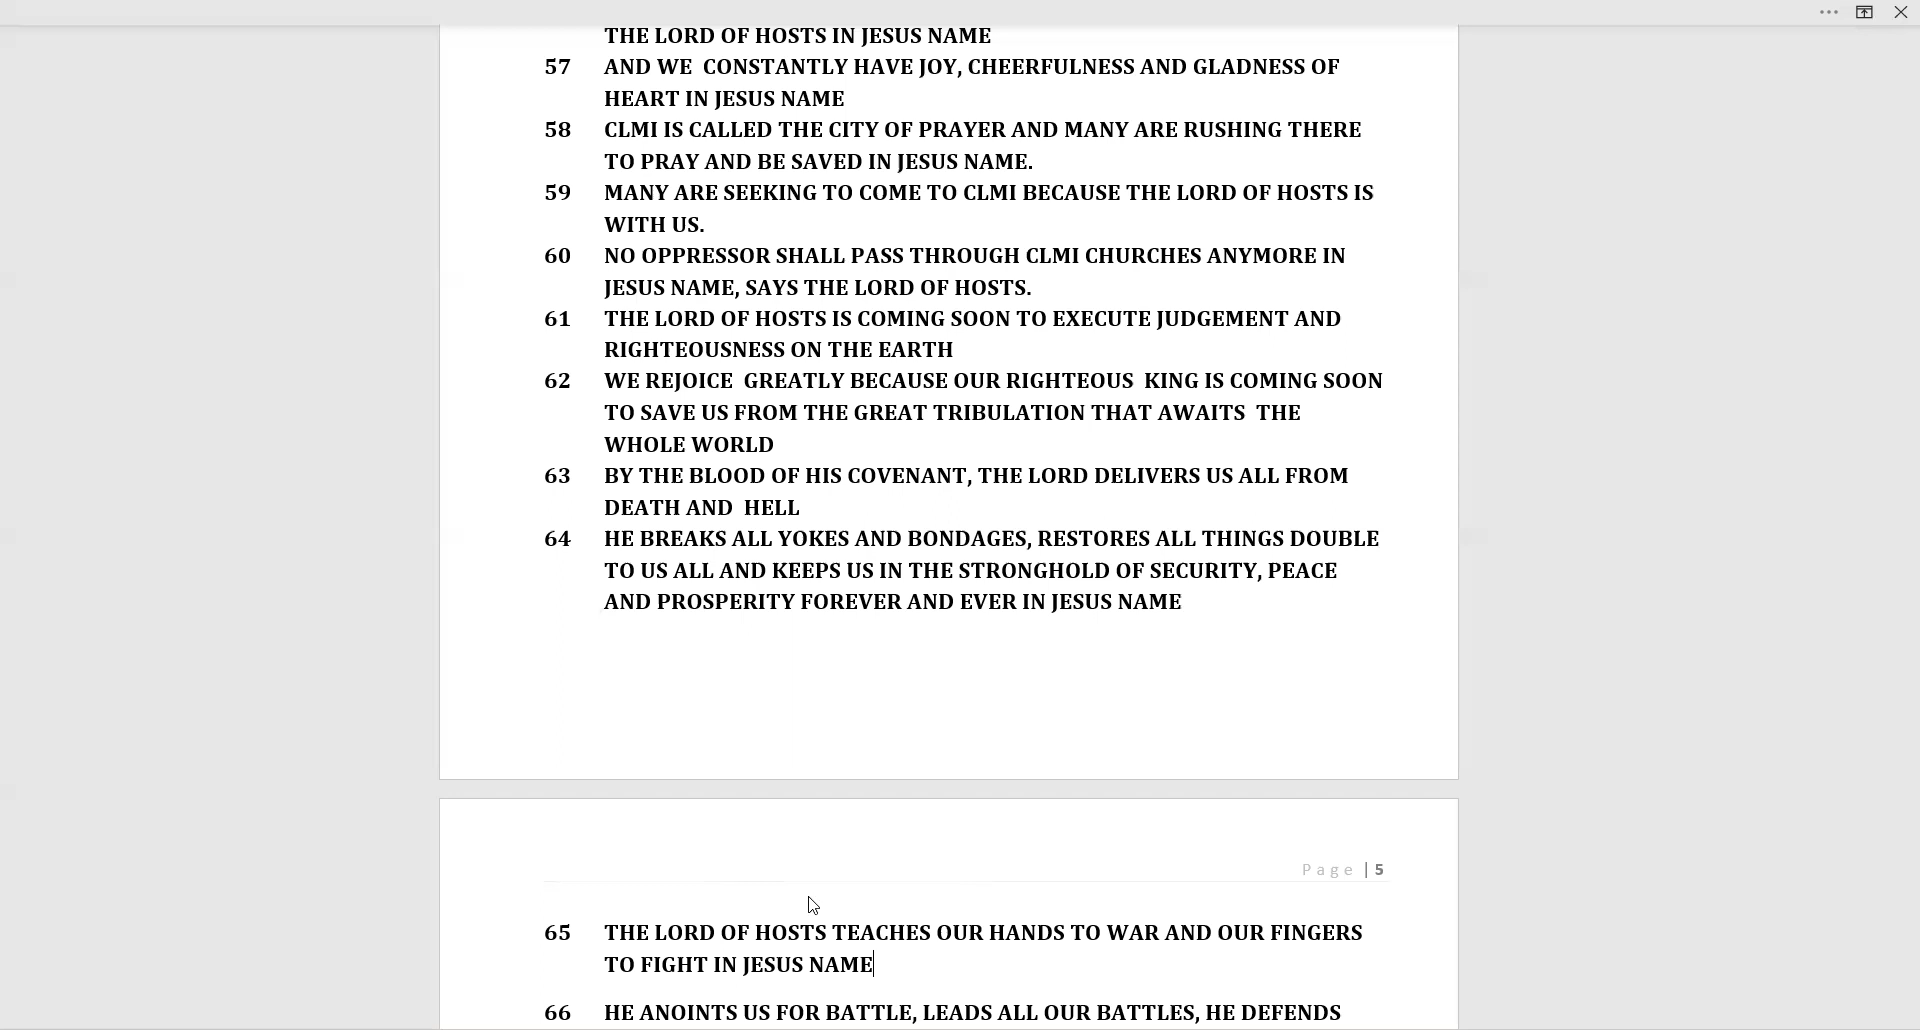 THE LORD OF HOSTS IN JESUS NAME
57 AND WE  CONSTANTLY HAVE JOY, CHEERFULNESS AND GLADNESS OF
HEART IN JESUS NAME
58 CLMI IS CALLED THE CITY OF PRAYER AND MANY ARE RUSHING THERE
TO PRAY AND BE SAVED IN JESUS NAME.
59 MANY ARE SEEKING TO COME TO CLMI BECAUSE THE LORD OF HOSTS IS
WITH US.
60 NO OPPRESSOR SHALL PASS THROUGH CLMI CHURCHES ANYMORE IN
JESUS NAME, SAYS THE LORD OF HOSTS.
61 THE LORD OF HOSTS IS COMING SOON TO EXECUTE JUDGEMENT AND
RIGHTEOUSNESS ON THE EARTH
62 WE REJOICE  GREATLY BECAUSE OUR RIGHTEOUS  KING IS COMING SOON
TO SAVE US FROM THE GREAT TRIBULATION THAT AWAITS  THE
WHOLE WORLD
63 BY THE BLOOD OF HIS COVENANT, THE LORD DELIVERS US ALL FROM
DEATH AND  HELL
64 HE BREAKS ALL YOKES AND BONDAGES, RESTORES ALL THINGS DOUBLE
TO US ALL AND KEEPS US IN THE STRONGHOLD OF SECURITY, PEACE
AND PROSPERITY FOREVER AND EVER IN JESUS NAME
Page | 5
65 THE LORD OF HOSTS TEACHES OUR HANDS TO WAR AND OUR FINGERS
TO FIGHT IN JESUS NAME
66 HE ANOINTS US FOR BATTLE, LEADS ALL OUR BATTLES, HE DEFENDS